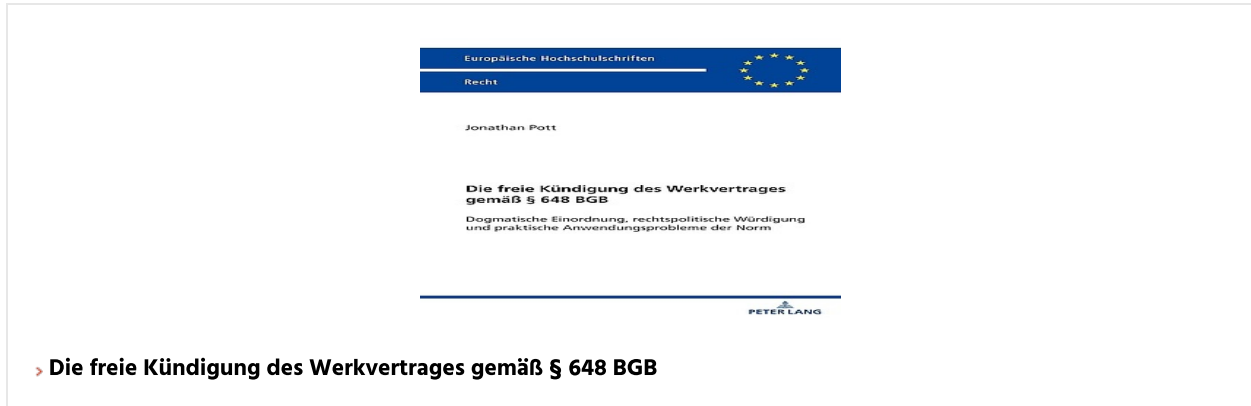 Europäische Hochschulschriften
Recht
Jonathan Pott
Die freie Kündigung des Werkvertrages
gemäß § 648 BGB
Dogmatische Einordnung, rechtspolitische Würdigung
und praktische Anwendungsprobleme der Norm
PETER LANG
› Die freie Kündigung des Werkvertrages gemäß § 648 BGB